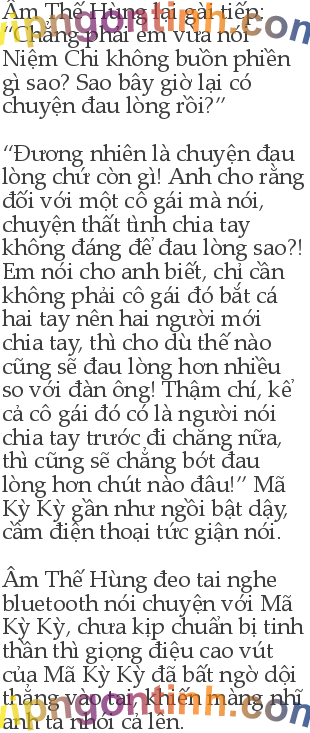 Âm Thế Hùng lại gặng tiếp:
“Chẳng phải em vừa nói
Niệm Chi không buồn phiền
gì sao? Sao bây giờ lại có
chuyện đau lòng rồi?”
“Đương nhiên là chuyện đau
lòng chứ còn gì! Anh cho rằng
đối với một cô gái mà nói,
chuyện thất tình chia tay
không đáng để đau lòng sao?!
Em nói cho anh biết, chỉ cần
không phải cô gái đó bắt cá
hai tay nên hai người mới
chia tay, thì cho dù thế nào
cũng sẽ đau lòng hơn nhiều
so với đàn ông! Thậm chí, kể
cả cô gái đó có là người nói
chia tay trước đi chăng nữa,
thì cũng sẽ chẳng bớt đau
lòng hơn chút nào đâu!” Mã
Kỳ Kỳ gần như ngồi bật dậy,
cầm điện thoại tức giận nói.
Âm Thế Hùng đeo tai nghe
bluetooth nói chuyện với Mã
Kỳ Kỳ, chưa kịp chuẩn bị tinh
thần thì giọng điệu cao vút
của Mã Kỳ Kỳ đã bất ngờ dội
thẳng vào tai, khiến màng nhĩ
anh ta nhói cả lên.
vipngontinh.com
vipngontinh.com